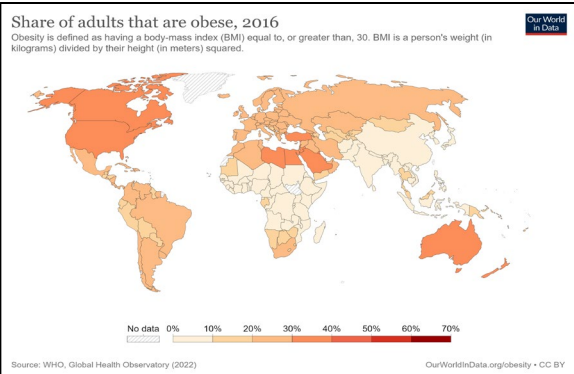 Share of adults that are obese, 2016
Our World
in Data
Obesity is defined as having a body-mass index (BMI) equal to, or greater than, 30. BMI is a person's weight (in
kilograms) divided by their height (in meters) squared.
No data 0% 10% 20% 30% 40% 50% 60% 70%
Source: WHO, Global Health Observatory (2022)
OurWorldInData.org/obesity • CC BY